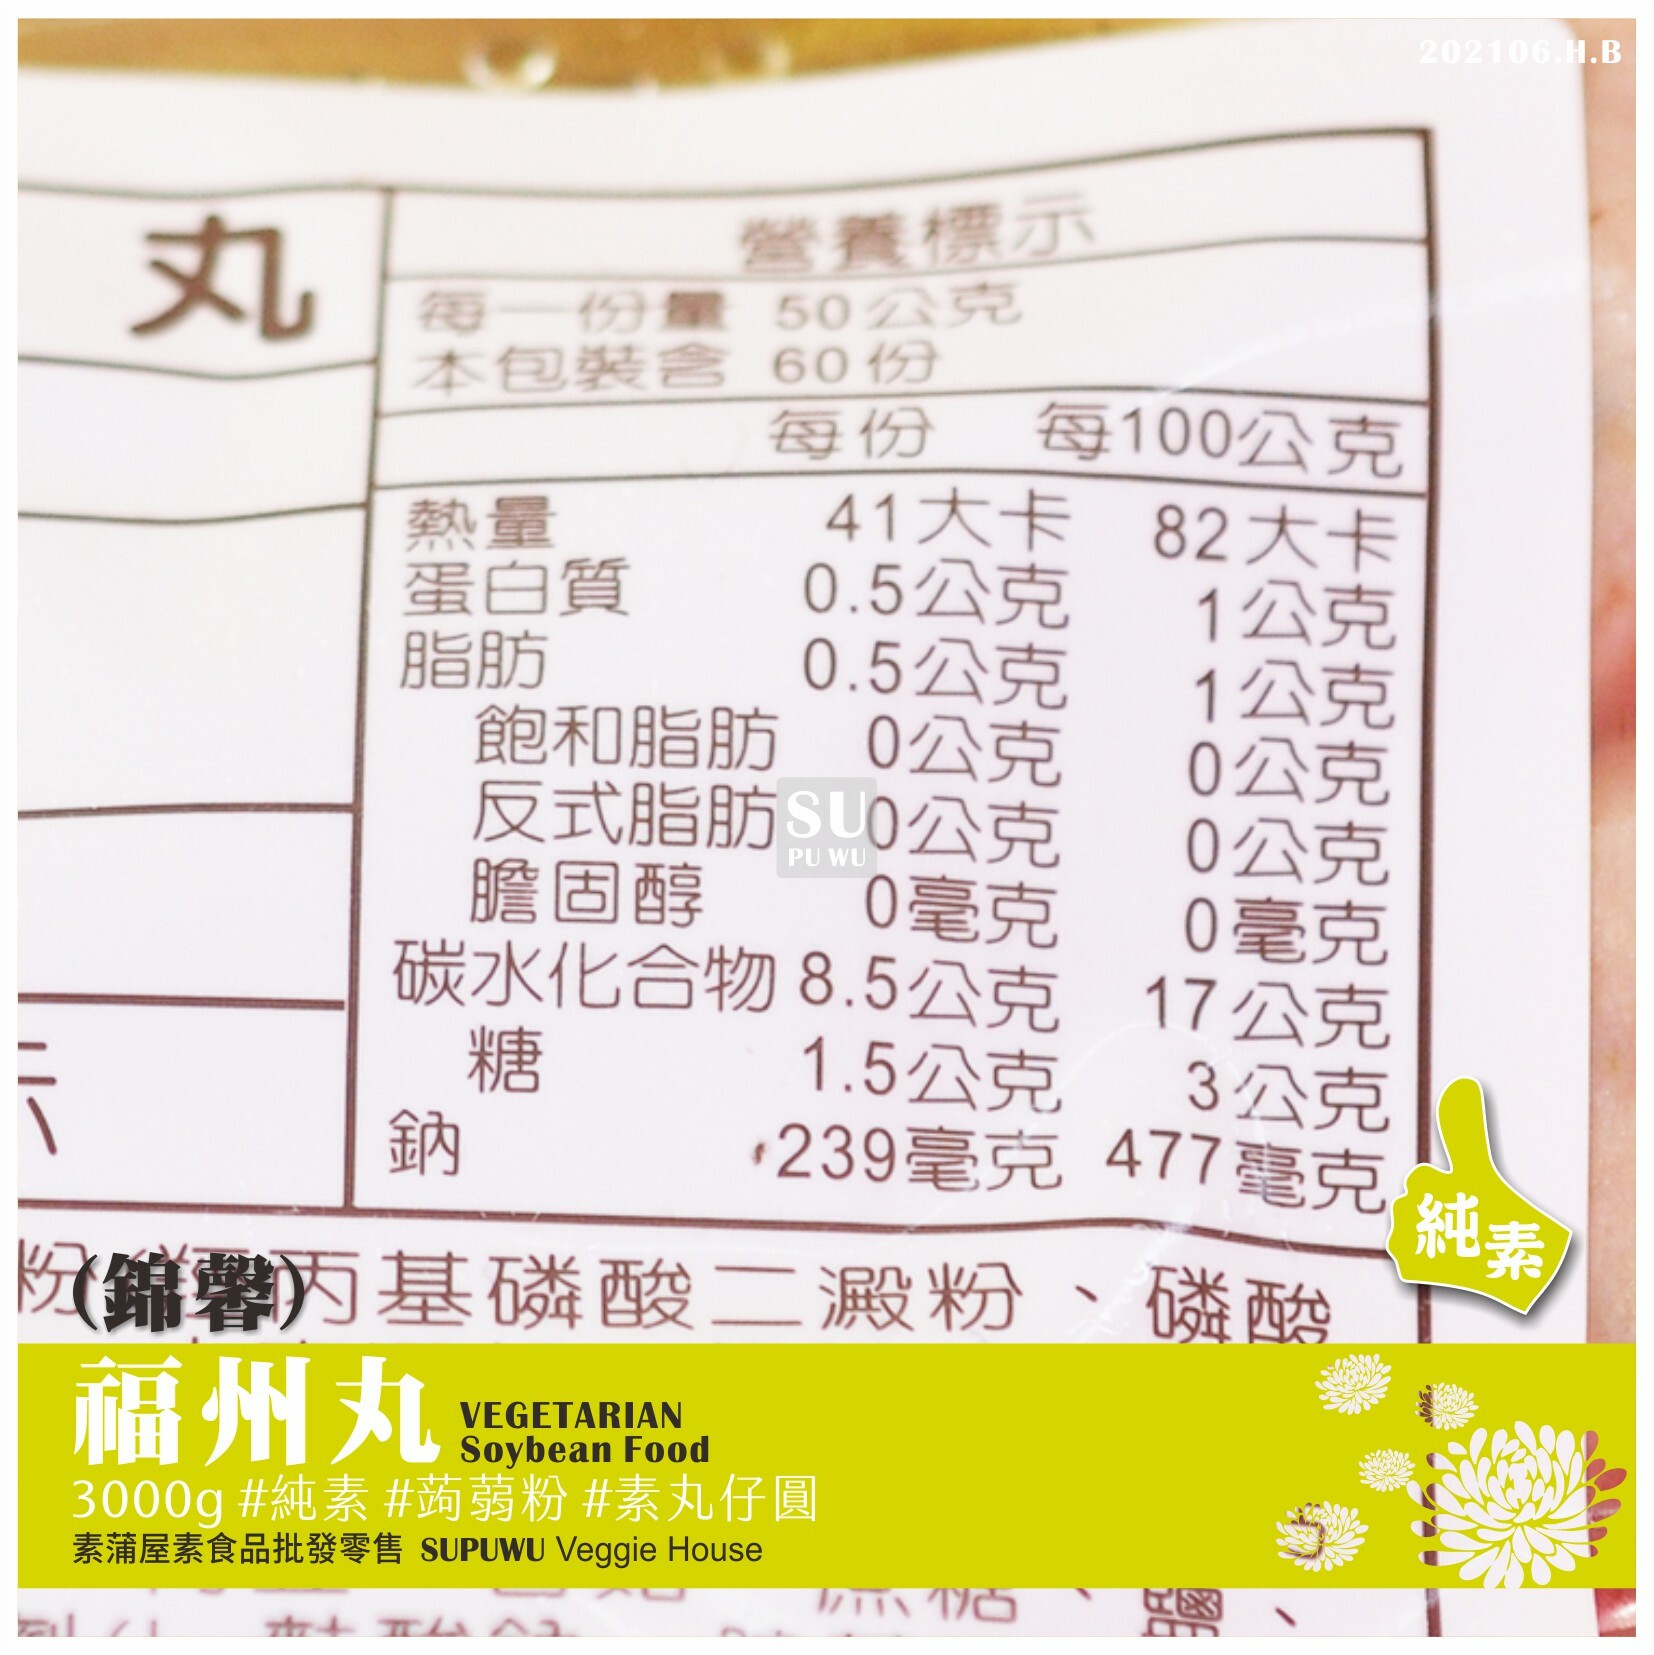 202106.H.B
丸
營養標示
每一份量 50公克
本包裝含 60份
每份 每100公克
熱量 41大卡 82大卡
蛋白質 0.5公克 1公克
脂肪 0.5公克 1公克
飽和脂肪 0公克 0公克
反式脂肪 0公克 0公克
SU
PU WU
膽固醇 0毫克 0毫克
碳水化合物 8.5公克 17公克
糖 1.5公克 3公克
鈉 239毫克 477毫克
純素
粉 丙基磷酸二澱粉、磷酸
(錦馨)
福州丸 VEGETARIAN
Soybean Food
3000g #純素 #蒟蒻粉 #素丸仔圓
素蒲屋素食品批發零售 SUPUWU Veggie House